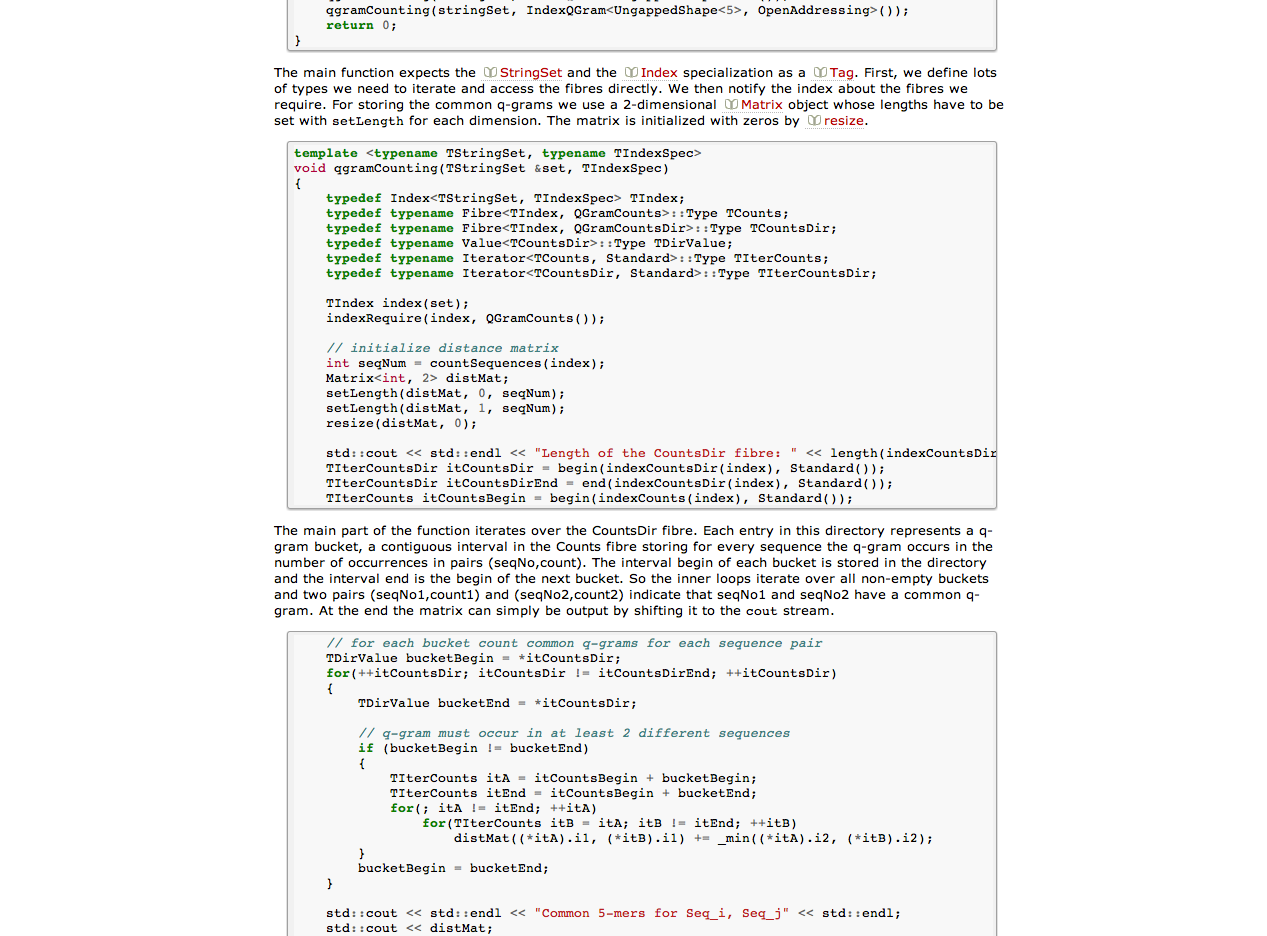 qgramCounting(stringSet, IndexQGram<UngappedShape<5>, OpenAddressing>());
return 0;
}
The main function expects the StringSet and the Index specialization as a Tag. First, we define lots
of types we need to iterate and access the fibres directly. We then notify the index about the fibres we
require. For storing the common q-grams we use a 2-dimensional Matrix object whose lengths have to be
set with setLength for each dimension. The matrix is initialized with zeros by resize.
template <typename TStringSet, typename TIndexSpec>
void qgramCounting(TStringSet &set, TIndexSpec)
{
typedef Index<TStringSet, TIndexSpec> TIndex;
typedef typename Fibre<TIndex, QGramCounts>::Type TCounts;
typedef typename Fibre<TIndex, QGramCountsDir>::Type TCountsDir;
typedef typename Value<TCountsDir>::Type TDirValue;
typedef typename Iterator<TCounts, Standard>::Type TIterCounts;
typedef typename Iterator<TCountsDir, Standard>::Type TIterCountsDir;
TIndex index(set);
indexRequire(index, QGramCounts());
// initialize distance matrix
int seqNum = countSequences(index);
Matrix<int, 2> distMat;
setLength(distMat, 0, seqNum);
setLength(distMat, 1, seqNum);
resize(distMat, 0);
std::cout << std::endl << "Length of the CountsDir fibre: " << length(indexCountsDir
TIterCountsDir itCountsDir = begin(indexCountsDir(index), Standard());
TIterCountsDir itCountsDirEnd = end(indexCountsDir(index), Standard());
TIterCounts itCountsBegin = begin(indexCounts(index), Standard());
The main part of the function iterates over the CountsDir fibre. Each entry in this directory represents a q-
gram bucket, a contiguous interval in the Counts fibre storing for every sequence the q-gram occurs in the
number of occurrences in pairs (seqNo,count). The interval begin of each bucket is stored in the directory
and the interval end is the begin of the next bucket. So the inner loops iterate over all non-empty buckets
and two pairs (seqNo1,count1) and (seqNo2,count2) indicate that seqNo1 and seqNo2 have a common q-
gram. At the end the matrix can simply be output by shifting it to the cout stream.
// for each bucket count common q-grams for each sequence pair
TDirValue bucketBegin = *itCountsDir;
for(++itCountsDir; itCountsDir != itCountsDirEnd; ++itCountsDir)
{
TDirValue bucketEnd = *itCountsDir;
// q-gram must occur in at least 2 different sequences
if (bucketBegin != bucketEnd)
{
TIterCounts itA = itCountsBegin + bucketBegin;
TIterCounts itEnd = itCountsBegin + bucketEnd;
for(; itA != itEnd; ++itA)
for(TIterCounts itB = itA; itB != itEnd; ++itB)
distMat((*itA).i1, (*itB).i1) += _min((*itA).i2, (*itB).i2);
}
bucketBegin = bucketEnd;
}
std::cout << std::endl << "Common 5-mers for Seq_i, Seq_j" << std::endl;
std::cout << distMat;